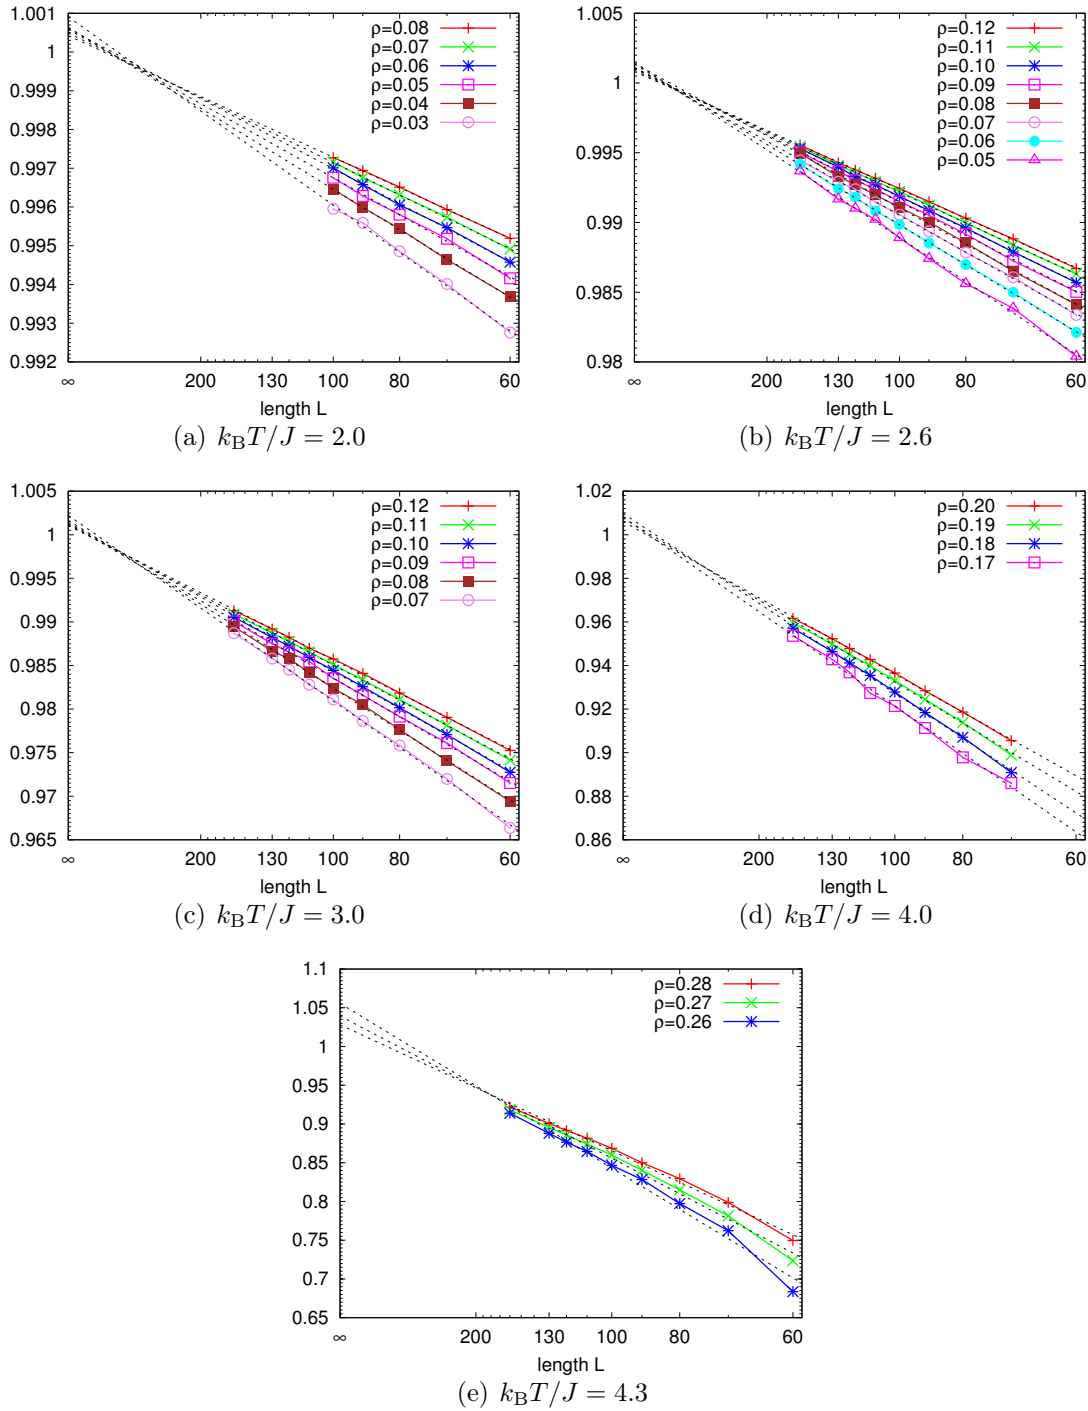 1.001
1
0.999
0.998
0.997
0.996
0.995
0.994
0.993
0.992
∞ 200 130 100 80 60
length L
ρ=0.08
ρ=0.07
ρ=0.06
ρ=0.05
ρ=0.04
ρ=0.03
(a) k_BT/J = 2.0
1.005
1
0.995
0.99
0.985
0.98
∞ 200 130 100 80 60
length L
ρ=0.12
ρ=0.11
ρ=0.10
ρ=0.09
ρ=0.08
ρ=0.07
ρ=0.06
ρ=0.05
(b) k_BT/J = 2.6
1.005
1
0.995
0.99
0.985
0.98
0.975
0.97
0.965
∞ 200 130 100 80 60
length L
ρ=0.12
ρ=0.11
ρ=0.10
ρ=0.09
ρ=0.08
ρ=0.07
(c) k_BT/J = 3.0
1.02
1
0.98
0.96
0.94
0.92
0.9
0.88
0.86
∞ 200 130 100 80 60
length L
ρ=0.20
ρ=0.19
ρ=0.18
ρ=0.17
(d) k_BT/J = 4.0
1.1
1.05
1
0.95
0.9
0.85
0.8
0.75
0.7
0.65
∞ 200 130 100 80 60
length L
ρ=0.28
ρ=0.27
ρ=0.26
(e) k_BT/J = 4.3